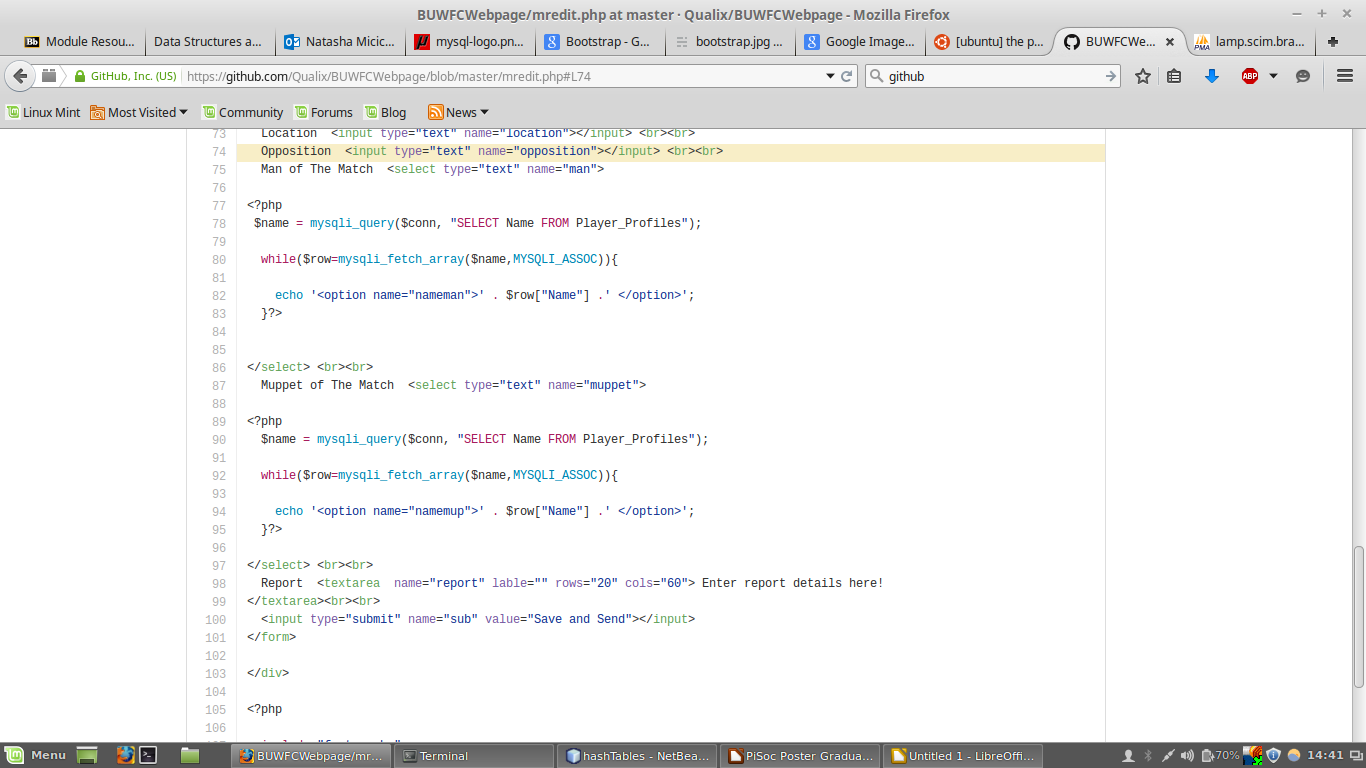 BUWFCWebpage/mredit.php at master · Qualix/BUWFCWebpage - Mozilla Firefox
Bb Module Resou...
Data Structures a...
Natasha Micic...
mysql-logo.pn...
Bootstrap - G...
bootstrap.jpg ...
Google Image...
[ubuntu] the p...
BUWFCWe...
PMA lamp.scim.bra...
GitHub, Inc. (US) https://github.com/Qualix/BUWFCWebpage/blob/master/mredit.php#L74
github
ABP
Linux Mint Most Visited Community Forums Blog News
73 Location <input type="text" name="location"></input> <br><br>
74 Opposition <input type="text" name="opposition"></input> <br><br>
75 Man of The Match <select type="text" name="man">
76
77 <?php
78 $name = mysqli_query($conn, "SELECT Name FROM Player_Profiles");
79
80 while($row=mysqli_fetch_array($name,MYSQLI_ASSOC)){
81
82 echo '<option name="nameman">' . $row["Name"] .' </option>';
83 }?>
84
85
86 </select> <br><br>
87 Muppet of The Match <select type="text" name="muppet">
88
89 <?php
90 $name = mysqli_query($conn, "SELECT Name FROM Player_Profiles");
91
92 while($row=mysqli_fetch_array($name,MYSQLI_ASSOC)){
93
94 echo '<option name="namemup">' . $row["Name"] .' </option>';
95 }?>
96
97 </select> <br><br>
98 Report <textarea name="report" lable="" rows="20" cols="60"> Enter report details here!
99 </textarea><br><br>
100 <input type="submit" name="sub" value="Save and Send"></input>
101 </form>
102
103 </div>
104
105 <?php
106
Menu
BUWFCWebpage/mr...
Terminal
hashTables - NetBea...
PiSoc Poster Gradua...
Untitled 1 - LibreOffi...
70%
14:41